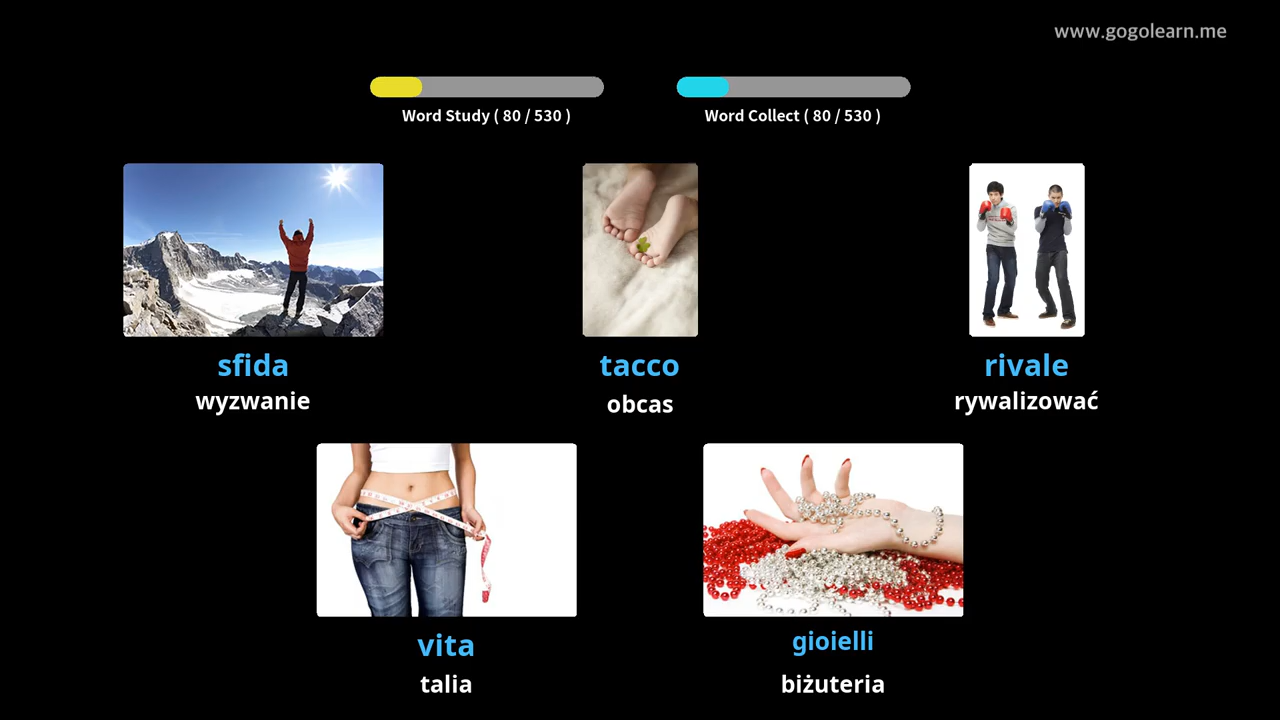 www.gogolearn.me
Word Study ( 80 / 530 )
Word Collect ( 80 / 530 )
sfida
wyzwanie
tacco
obcas
rivale
rywalizować
vita
talia
gioielli
biżuteria